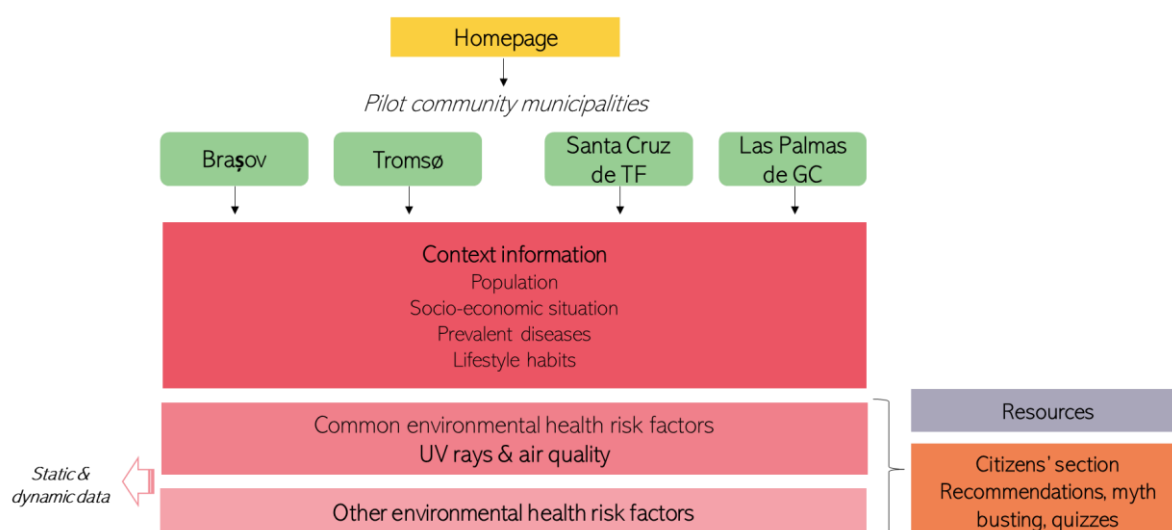 Homepage
Pilot community municipalities
Brașov
Tromsø
Santa Cruz
de TF
Las Palmas
de GC
Context information
Population
Socio-economic situation
Prevalent diseases
Lifestyle habits
Common environmental health risk factors
UV rays & air quality
Static &
dynamic data
Other environmental health risk factors
Resources
Citizens' section
Recommendations, myth
busting, quizzes